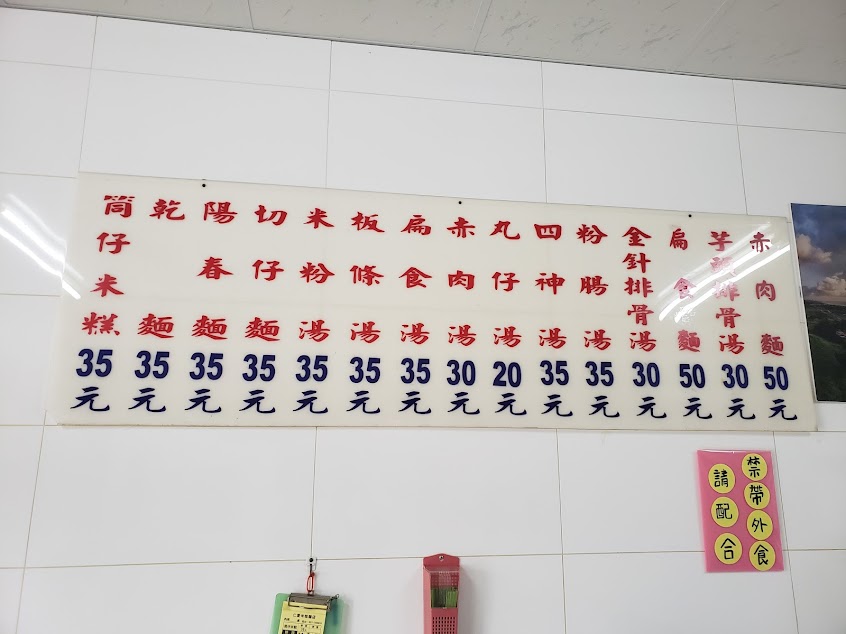 筒仔米糕 35元
乾麵 35元
陽春麵 35元
切仔麵 35元
米粉湯 35元
板條湯 35元
扁食湯 35元
赤肉湯 30元
丸仔湯 20元
四神湯 35元
粉腸湯 35元
金針排骨湯 30元
扁食麵 50元
芋頭排骨湯 30元
赤肉麵 50元
禁帶外食
請配合